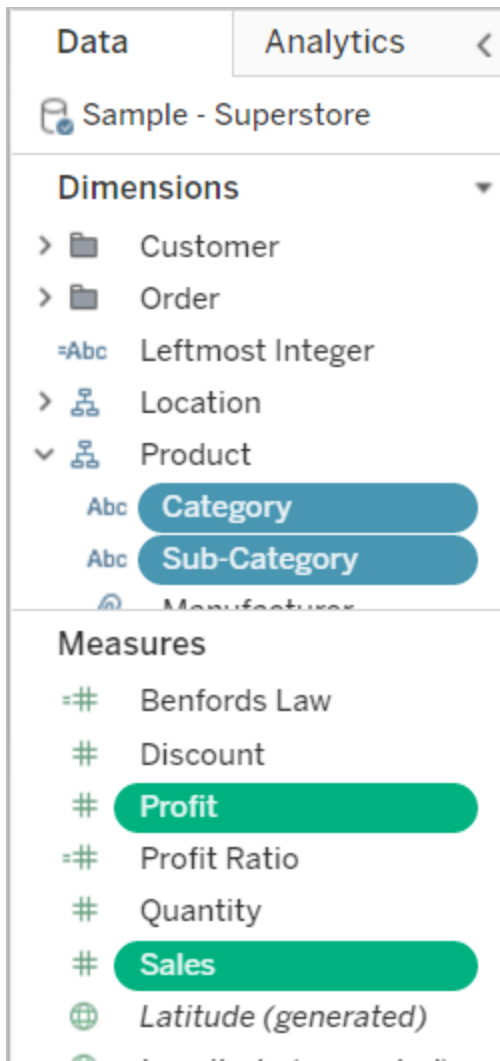 Data Analytics
Sample - Superstore
Dimensions
Customer
Order
=Abc Leftmost Integer
Location
Product
Abc Category
Abc Sub-Category
Manufacturer
Measures
=# Benfords Law
# Discount
# Profit
=# Profit Ratio
# Quantity
# Sales
Latitude (generated)